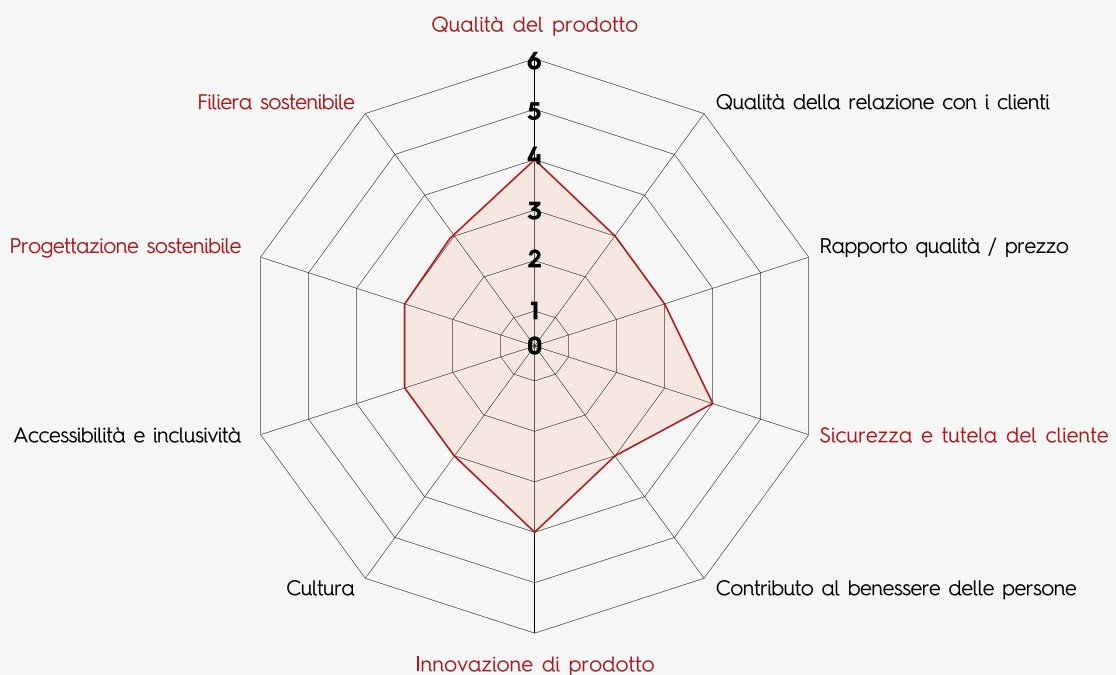 Qualità del prodotto
6
Filiera sostenibile
Qualità della relazione con i clienti
5
4
3
Progettazione sostenibile
Rapporto qualità / prezzo
2
1
0
Accessibilità e inclusività
Sicurezza e tutela del cliente
Cultura
Contributo al benessere delle persone
Innovazione di prodotto